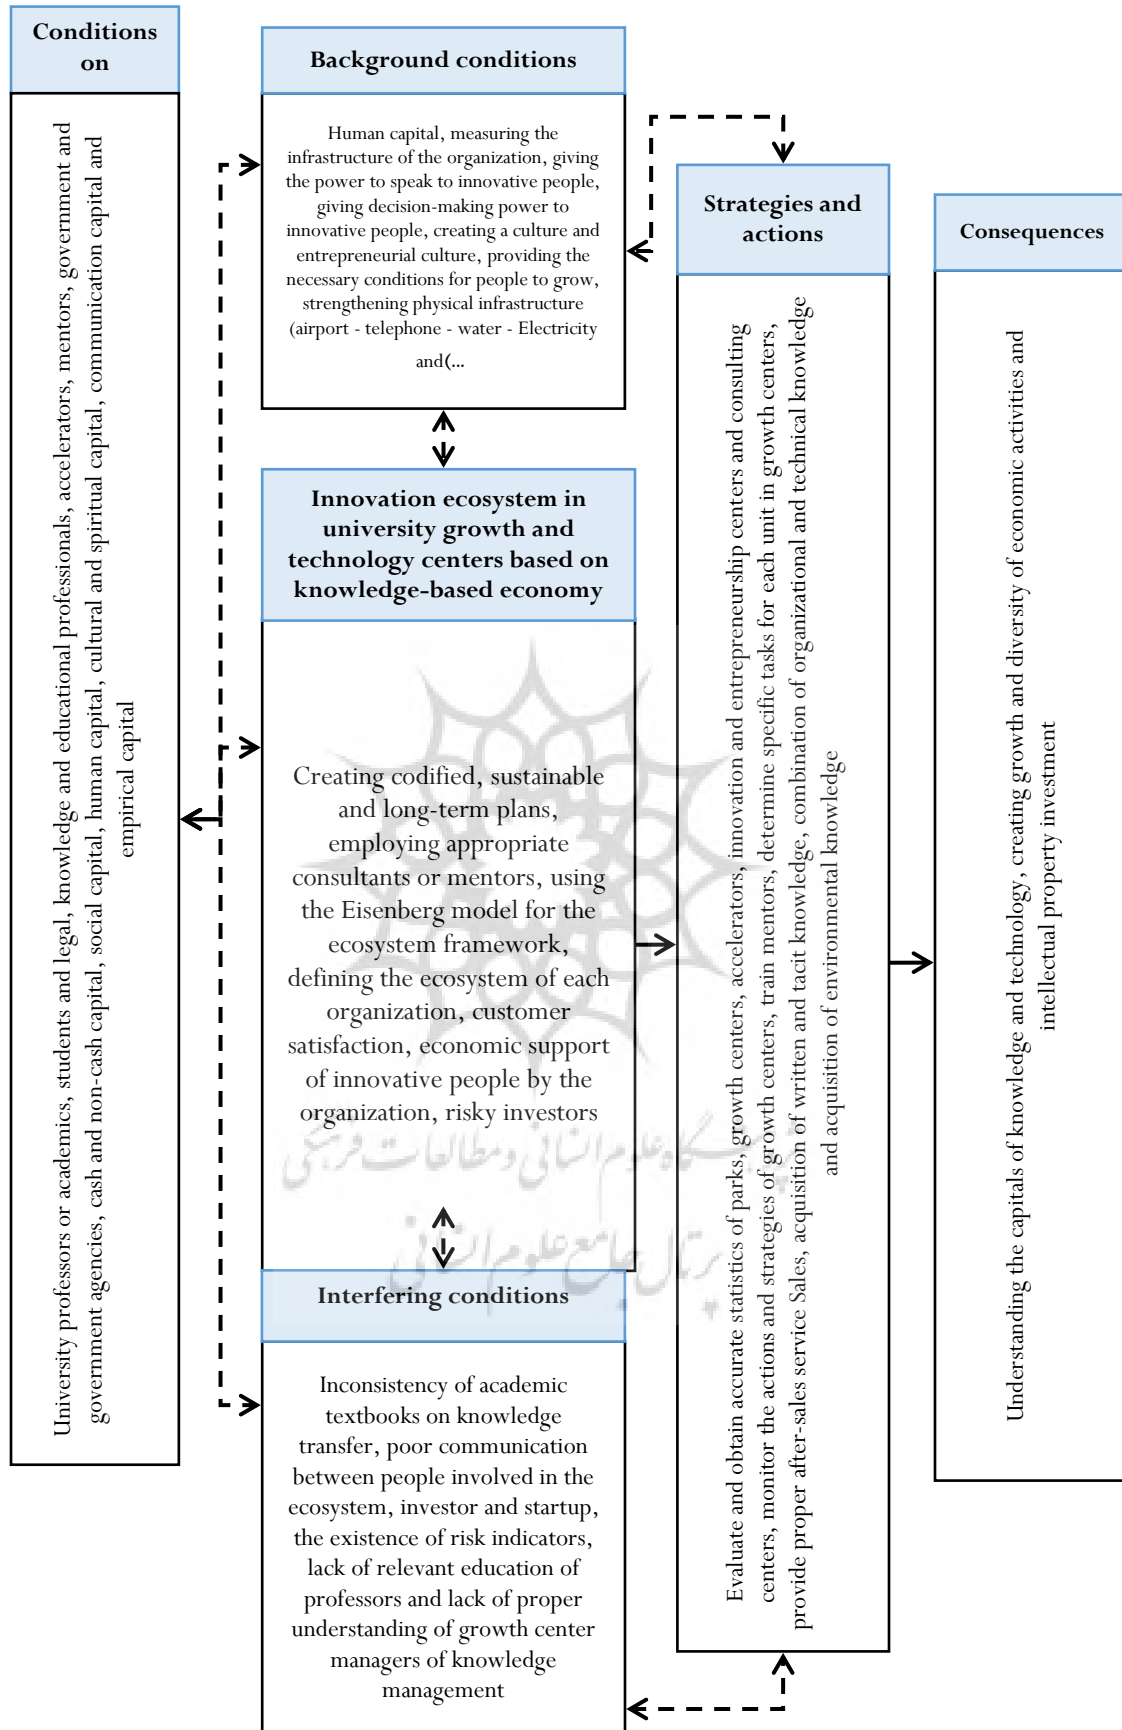 Conditions
on
University professors or academics, students and legal, knowledge and educational professionals, accelerators, mentors, government and
government agencies, cash and non-cash capital, social capital, human capital, cultural and spiritual capital, communication capital and
empirical capital
Background conditions
Human capital, measuring the
infrastructure of the organization, giving
the power to speak to innovative people,
giving decision-making power to
innovative people, creating a culture and
entrepreneurial culture, providing the
necessary conditions for people to grow,
strengthening physical infrastructure
(airport - telephone - water - Electricity
and(...
Innovation ecosystem in
university growth and
technology centers based on
knowledge-based economy
Creating codified, sustainable
and long-term plans,
employing appropriate
consultants or mentors, using
the Eisenberg model for the
ecosystem framework,
defining the ecosystem of each
organization, customer
satisfaction, economic support
of innovative people by the
organization, risky investors
پژوهشگاه علوم انسانی و مطالعات فرهنگی
پرتال جامع علوم انسانی
Interfering conditions
Inconsistency of academic
textbooks on knowledge
transfer, poor communication
between people involved in the
ecosystem, investor and startup,
the existence of risk indicators,
lack of relevant education of
professors and lack of proper
understanding of growth center
managers of knowledge
management
Strategies and
actions
Evaluate and obtain accurate statistics of parks, growth centers, accelerators, innovation and entrepreneurship centers and consulting
centers, monitor the actions and strategies of growth centers, train mentors, determine specific tasks for each unit in growth centers,
provide proper after-sales service Sales, acquisition of written and tacit knowledge, combination of organizational and technical knowledge
and acquisition of environmental knowledge
Consequences
Understanding the capitals of knowledge and technology, creating growth and diversity of economic activities and
intellectual property investment